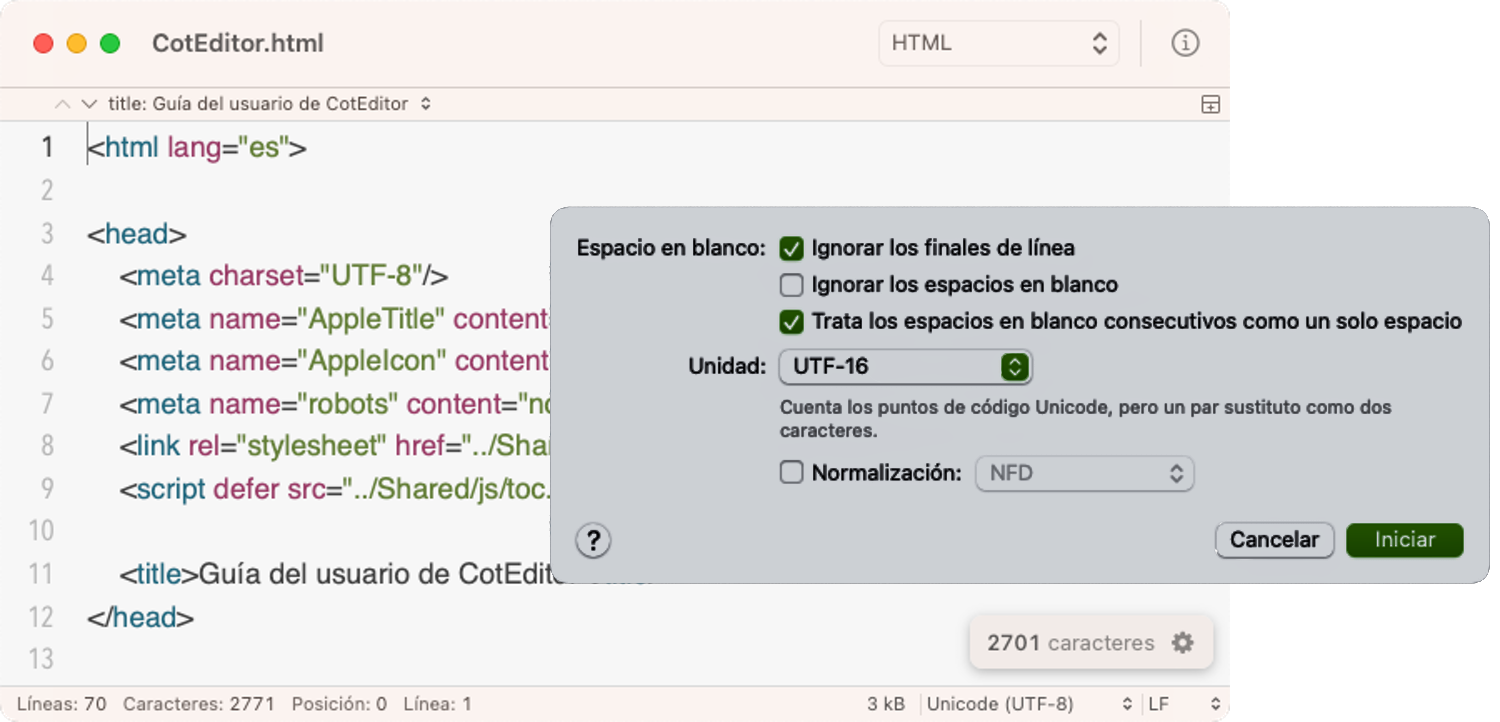 CotEditor.html
HTML
title: Guía del usuario de CotEditor
1 <html lang="es">
2
3 <head>
4 <meta charset="UTF-8"/>
5 <meta name="AppleTitle" content
6 <meta name="AppleIcon" content
7 <meta name="robots" content="no
8 <link rel="stylesheet" href="../Shar
9 <script defer src="../Shared/js/toc.
10
11 <title>Guía del usuario de CotEdito
12 </head>
13
Espacio en blanco: Ignorar los finales de línea
Ignorar los espacios en blanco
Trata los espacios en blanco consecutivos como un solo espacio
Unidad: UTF-16
Cuenta los puntos de código Unicode, pero un par sustituto como dos
caracteres.
Normalización: NFD
? Cancelar Iniciar
2701 caracteres
Líneas: 70 Caracteres: 2771 Posición: 0 Línea: 1 3 kB Unicode (UTF-8) LF